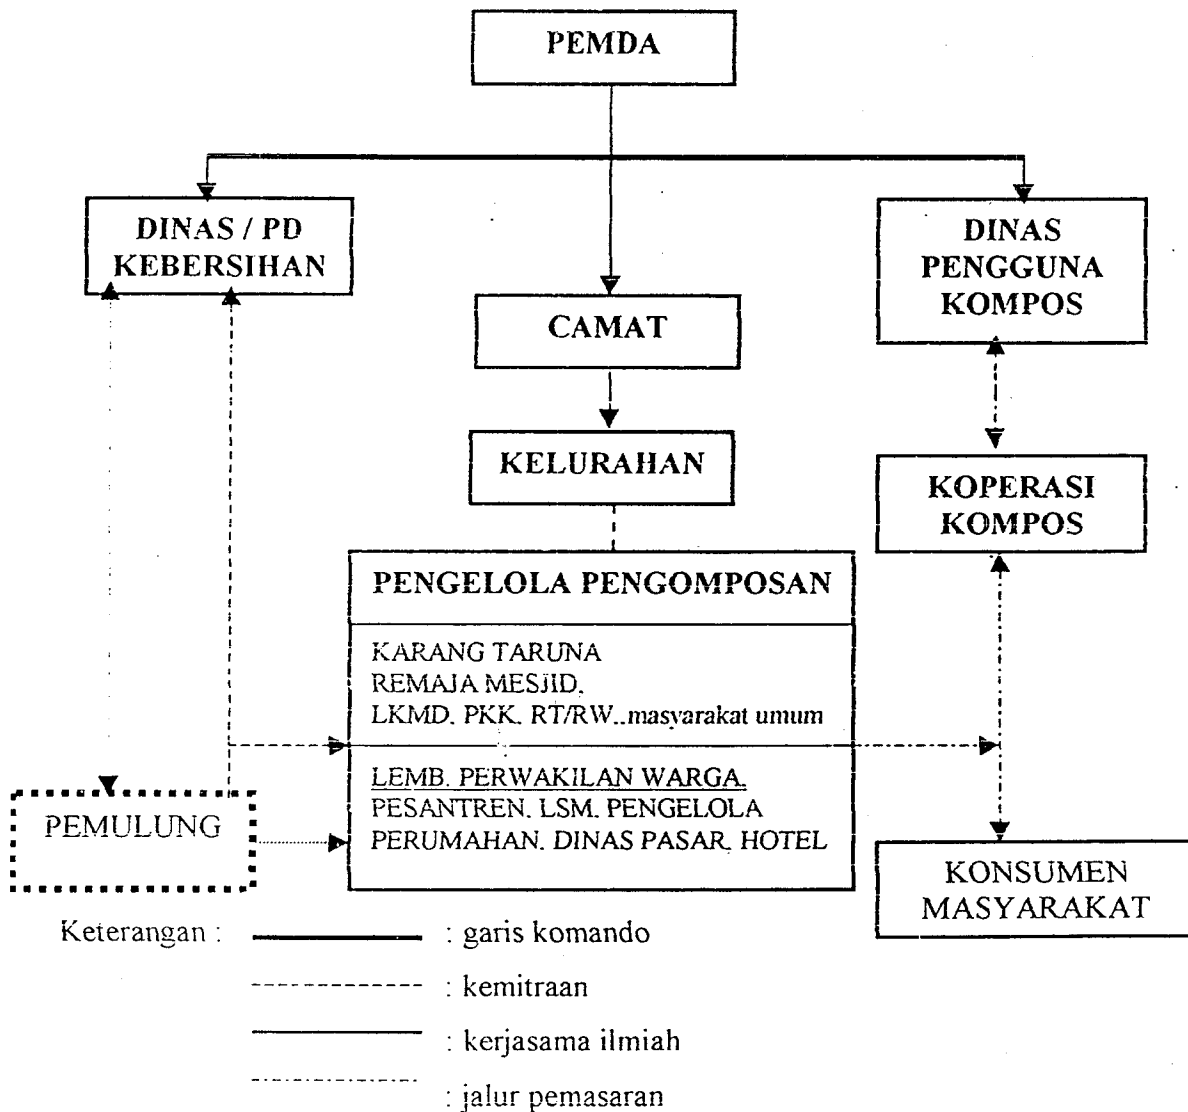 PEMDA
DINAS / PD
KEBERSIHAN
DINAS
PENGGUNA
KOMPOS
CAMAT
KELURAHAN
KOPERASI
KOMPOS
PENGELOLA PENGOMPOSAN
KARANG TARUNA
REMAJA MESJID,
LKMD, PKK, RT/RW..masyarakat umum
LEMB. PERWAKILAN WARGA,
PESANTREN, LSM, PENGELOLA
PERUMAHAN, DINAS PASAR, HOTEL
PEMULUNG
KONSUMEN
MASYARAKAT
Keterangan :
: garis komando
: kemitraan
: kerjasama ilmiah
: jalur pemasaran